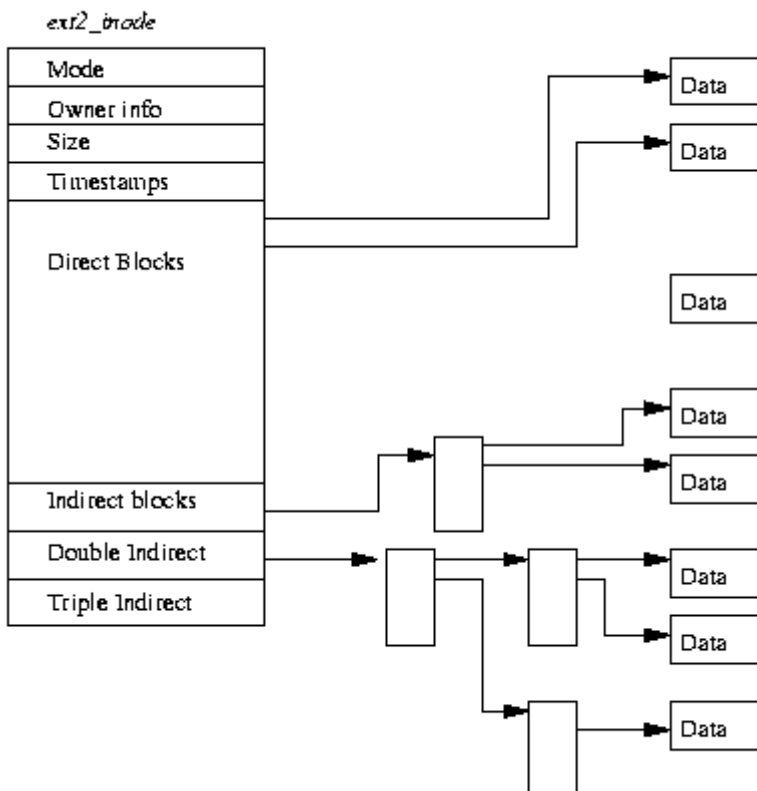 ext2_inode
Mode
Owner info
Size
Timestamps
Direct Blocks
Indirect blocks
Double Indirect
Triple Indirect
Data
Data
Data
Data
Data
Data
Data
Data